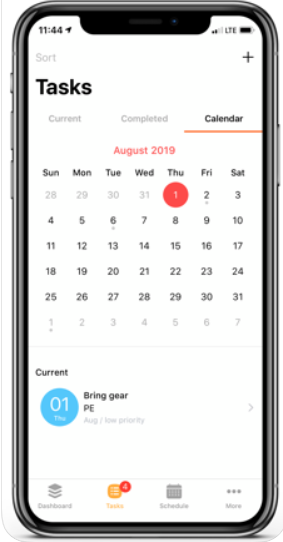 11:44 LTE
Sort +
Tasks
Current Completed Calendar
August 2019
Sun Mon Tue Wed Thu Fri Sat
28 29 30 31 1 2 3
4 5 6 7 8 9 10
11 12 13 14 15 16 17
18 19 20 21 22 23 24
25 26 27 28 29 30 31
1 2 3 4 5 6 7
Current
01
Thu
Bring gear
PE
Aug / low priority
4
Dashboard Tasks Schedule More